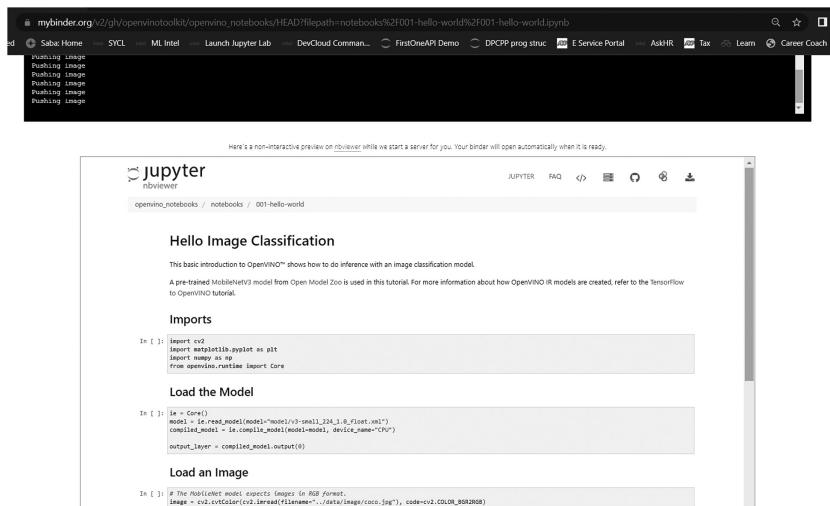 mybinder.org/v2/gh/openvinotoolkit/openvino_notebooks/HEAD?filepath=notebooks%2F001-hello-world%2F001-hello-world.ipynb
ed Saba: Home SYCL ML Intel Launch Jupyter Lab DevCloud Comman... FirstOneAPI Demo DPCPP prog struc E Service Portal AskHR Tax Learn Career Coach
Pushing image
Pushing image
Pushing image
Pushing image
Pushing image
Pushing image
Here's a non-interactive preview on nbviewer while we start a server for you. Your binder will open automatically when it is ready.
jupyter
nbviewer
JUPYTER FAQ </>
openvino_notebooks / notebooks / 001-hello-world
Hello Image Classification
This basic introduction to OpenVINO™ shows how to do inference with an image classification model.
A pre-trained MobileNetV3 model from Open Model Zoo is used in this tutorial. For more information about how OpenVINO IR models are created, refer to the TensorFlow
to OpenVINO tutorial.
Imports
In [ ]: import cv2
import matplotlib.pyplot as plt
import numpy as np
from openvino.runtime import Core
Load the Model
In [ ]: ie = Core()
model = ie.read_model(model="model/v3-small_224_1.0_float.xml")
compiled_model = ie.compile_model(model=model, device_name="CPU")
output_layer = compiled_model.output(0)
Load an Image
In [ ]: # The MobileNet model expects images in RGB format.
image = cv2.cvtColor(cv2.imread(filename="../data/image/coco.jpg"), code=cv2.COLOR_BGR2RGB)